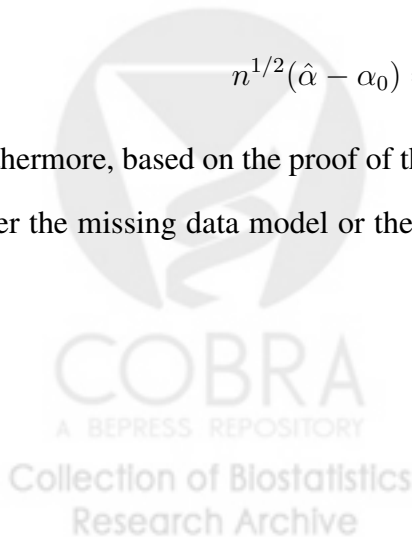 n^{1/2}(α̂ − α_0)
hermore, based on the proof of th
er the missing data model or the
COBRA
A BEPRESS REPOSITORY
Collection of Biostatistics
Research Archive